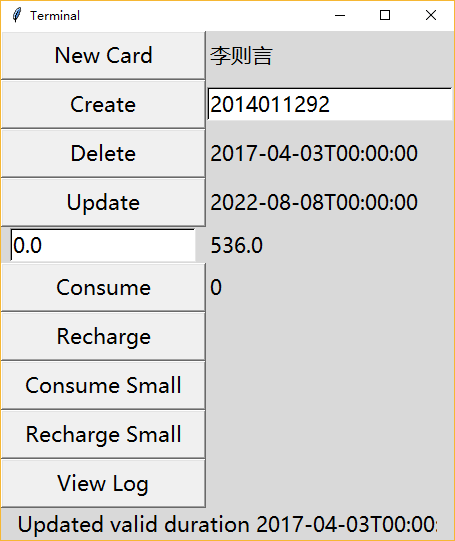 Terminal
New Card 李则言
Create 2014011292
Delete 2017-04-03T00:00:00
Update 2022-08-08T00:00:00
0.0 536.0
Consume 0
Recharge
Consume Small
Recharge Small
View Log
Updated valid duration 2017-04-03T00:00: